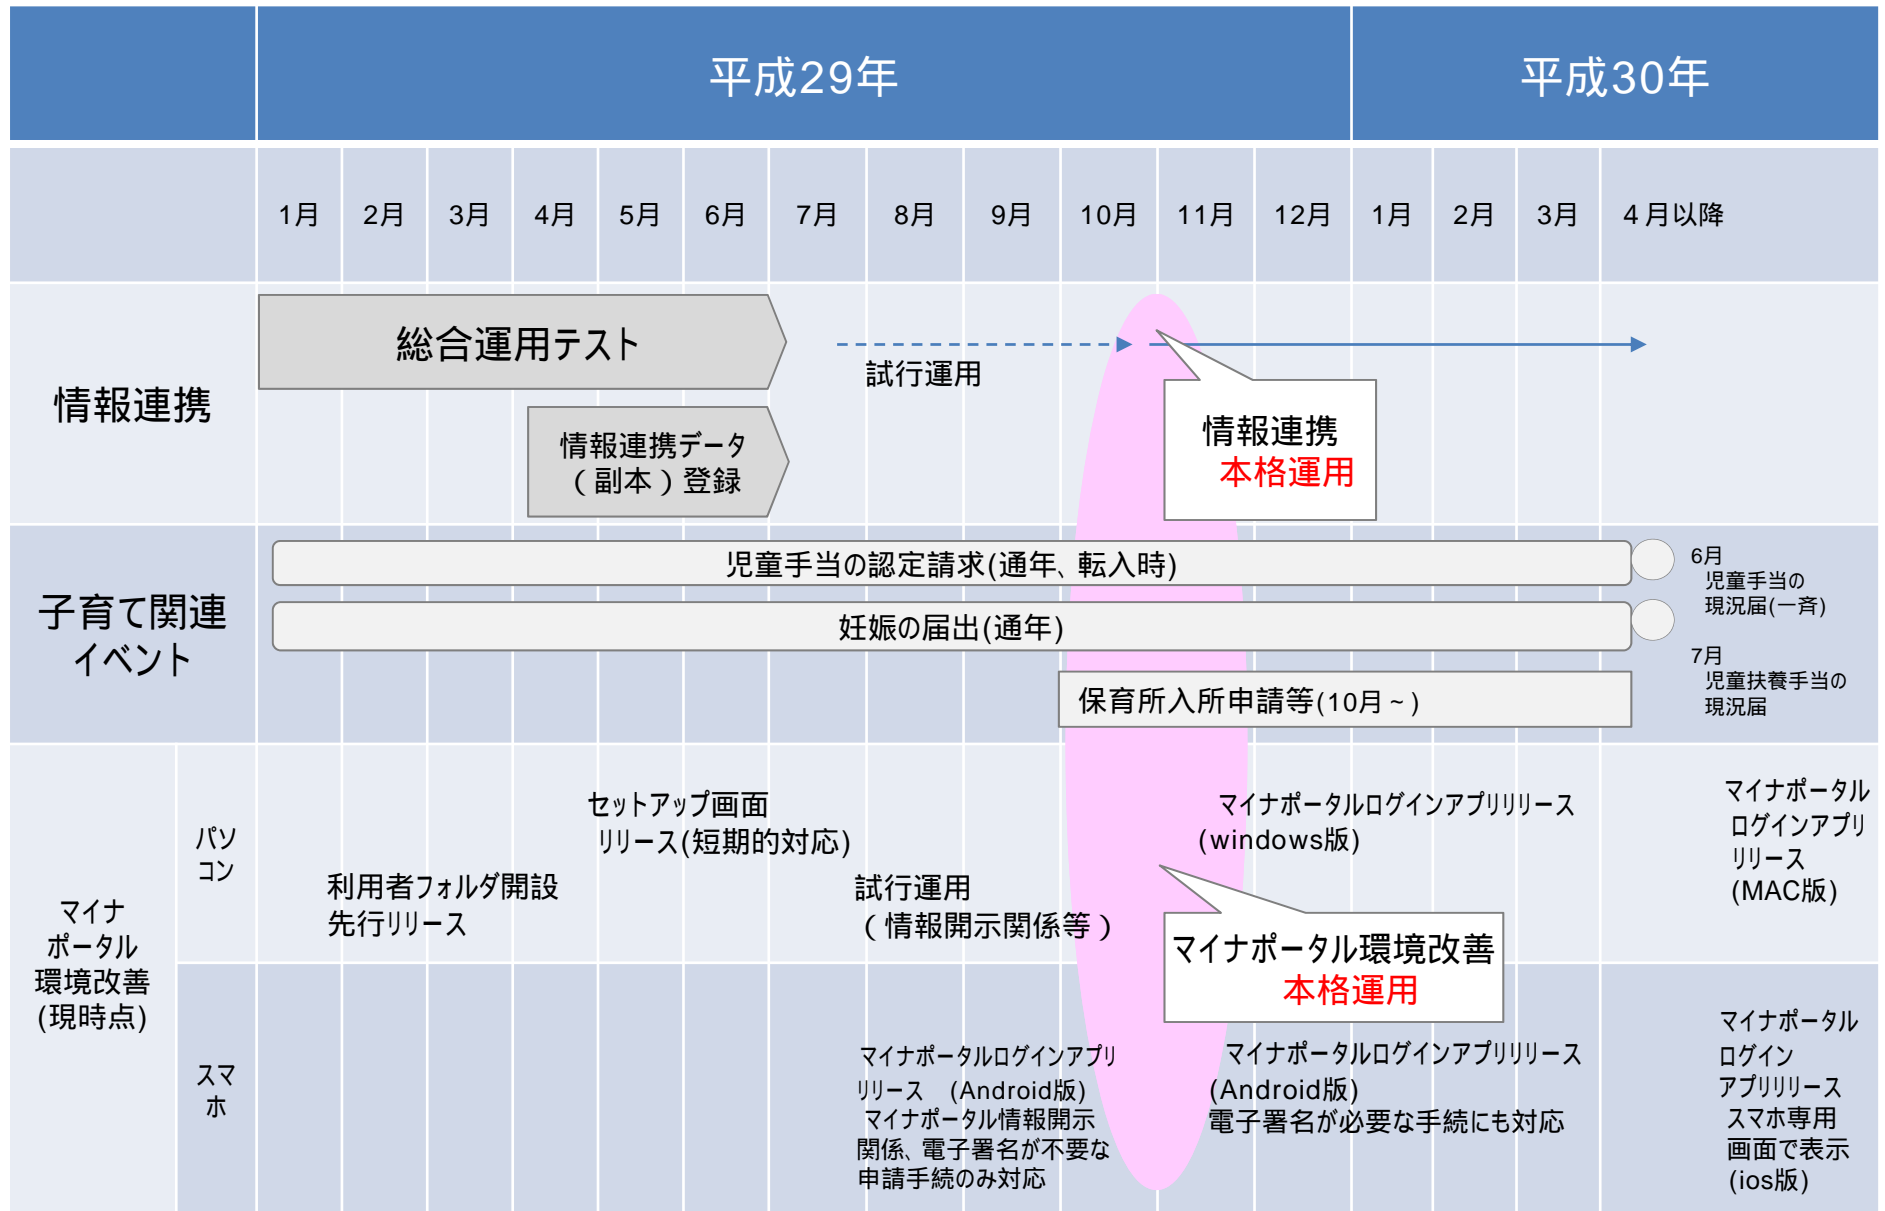 平成29年
平成30年
1月
2月
3月
4月
5月
6月
7月
8月
9月
10月
11月
12月
1月
2月
3月
４月以降
情報連携
総合運用テスト
試行運用
情報連携データ
（副本）登録
情報連携
本格運用
子育て関連
イベント
児童手当の認定請求(通年、転入時)
妊娠の届出(通年)
保育所入所申請等(10月～)
6月
児童手当の
現況届(一斉)
7月
児童扶養手当の
現況届
マイナ
ポータル
環境改善
(現時点)
パソ
コン
利用者フォルダ開設
先行リリース
セットアップ画面
リリース(短期的対応)
試行運用
（情報開示関係等）
マイナポータルログインアプリリリース
(windows版)
マイナポータル
ログインアプリ
リリース
(MAC版)
マイナポータル環境改善
本格運用
スマ
ホ
マイナポータルログインアプリ
リリース　(Android版)
マイナポータル情報開示
関係、電子署名が不要な
申請手続のみ対応
マイナポータルログインアプリリリース
(Android版)
電子署名が必要な手続にも対応
マイナポータル
ログイン
アプリリリース
スマホ専用
画面で表示
(ios版)